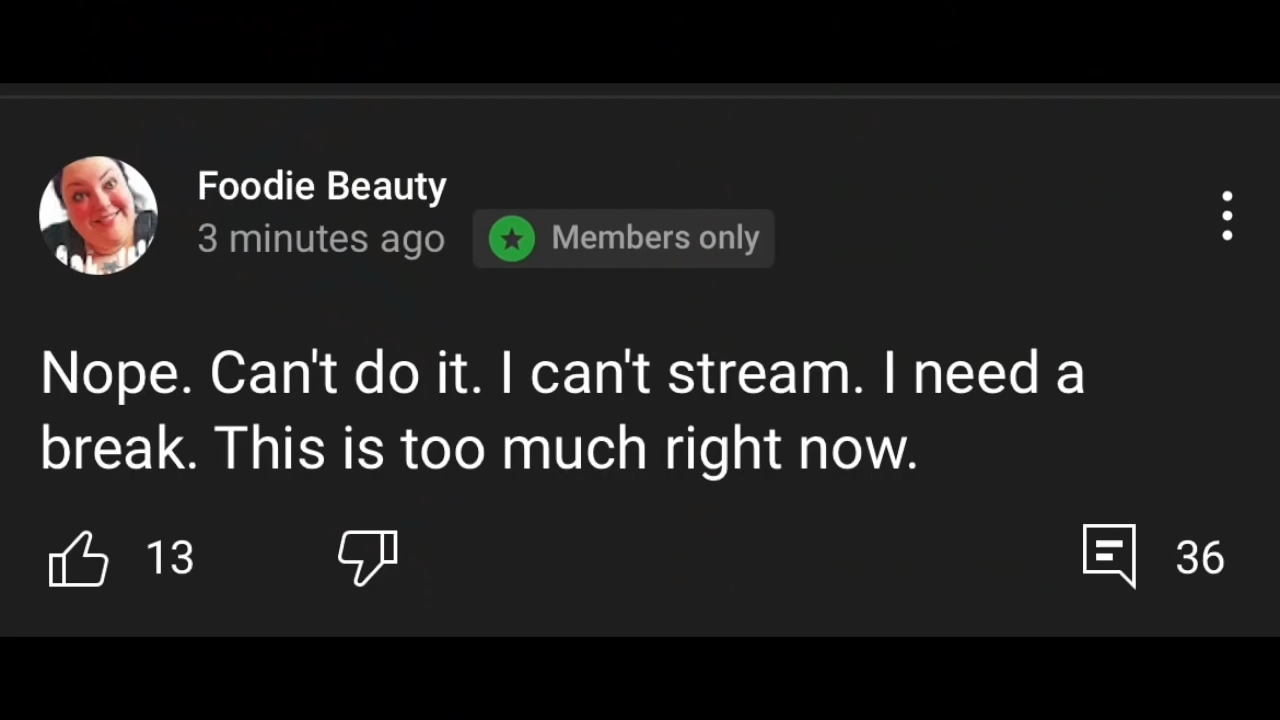 Foodie Beauty
3 minutes ago Members only
Nope. Can't do it. I can't stream. I need a
break. This is too much right now.
13 36